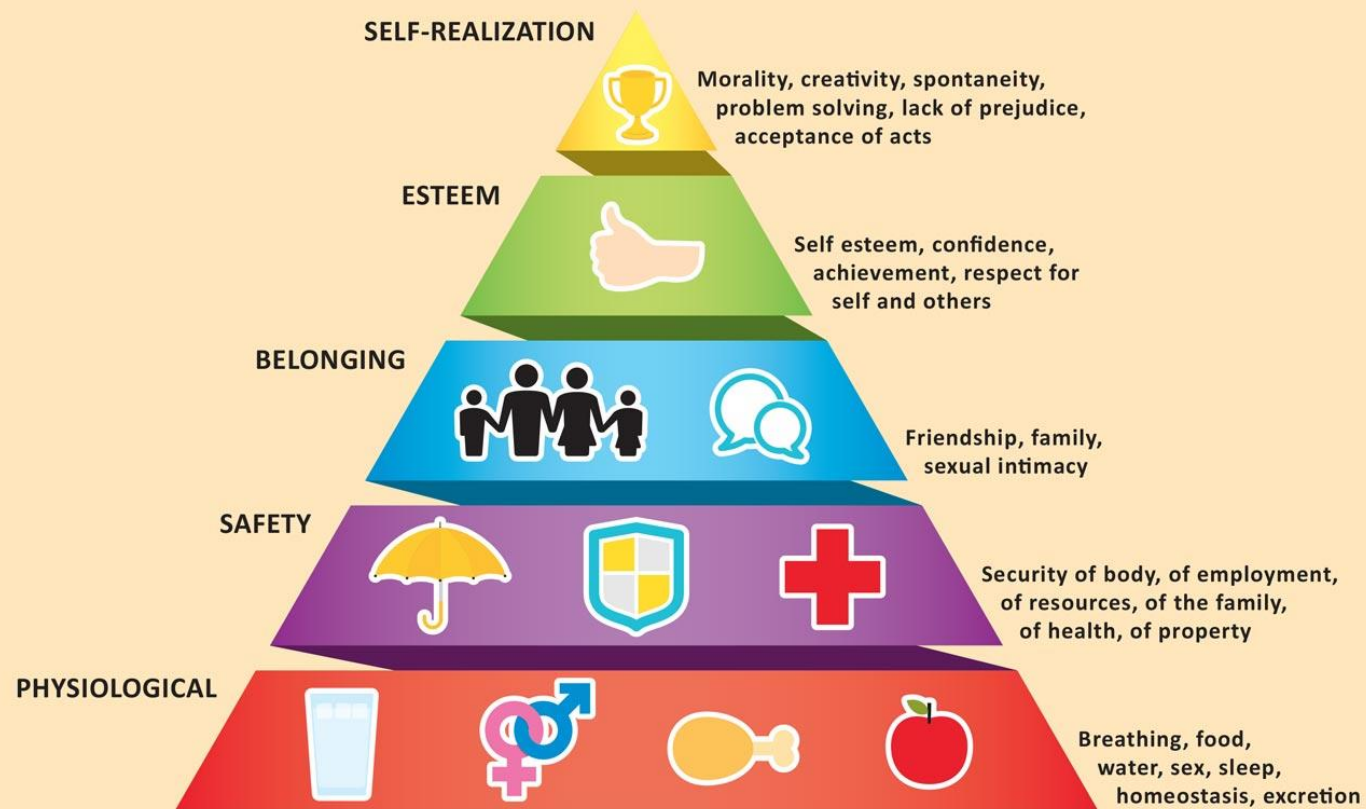 SELF-REALIZATION
Morality, creativity, spontaneity,
problem solving, lack of prejudice,
acceptance of acts
ESTEEM
Self esteem, confidence,
achievement, respect for
self and others
BELONGING
Friendship, family,
sexual intimacy
SAFETY
Security of body, of employment,
of resources, of the family,
of health, of property
PHYSIOLOGICAL
Breathing, food,
water, sex, sleep,
homeostasis, excretion